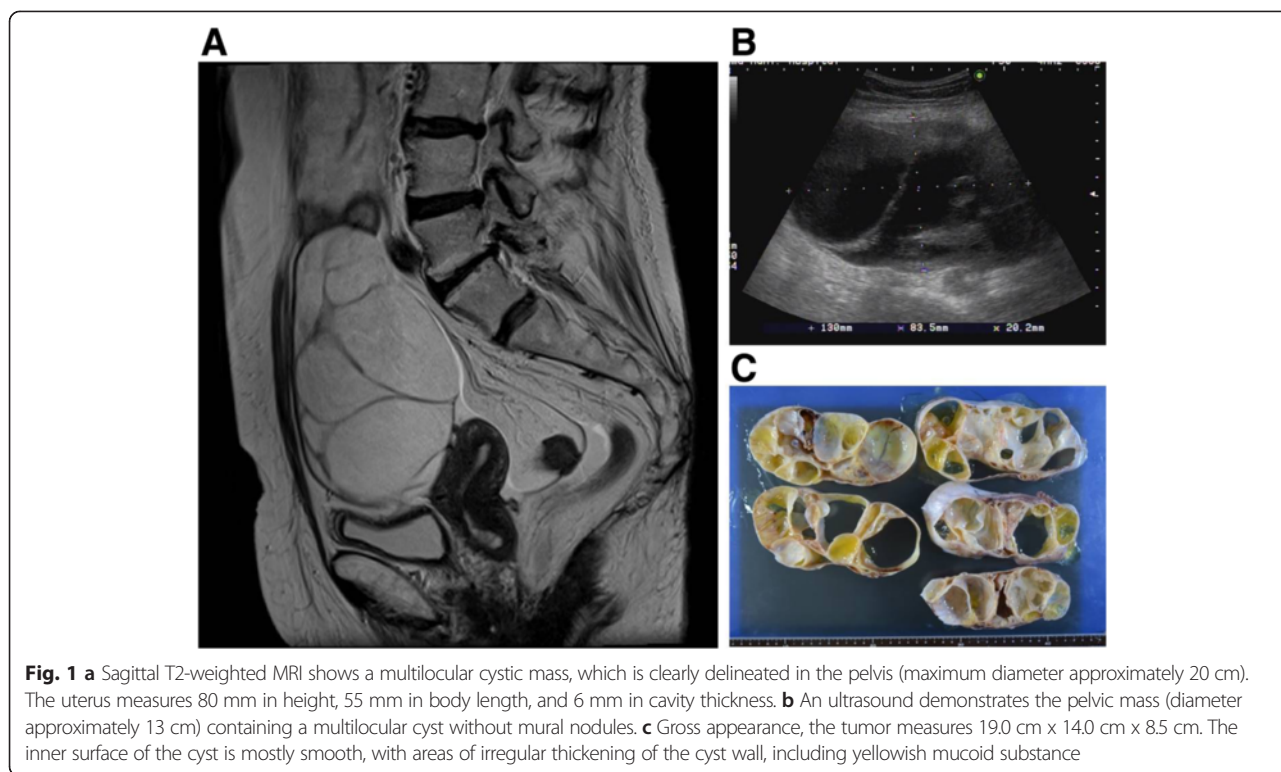 A
B
Hospital
130mm 83.5mm 20.2mm
C
Fig. 1 a Sagittal T2-weighted MRI shows a multilocular cystic mass, which is clearly delineated in the pelvis (maximum diameter approximately 20 cm).
The uterus measures 80 mm in height, 55 mm in body length, and 6 mm in cavity thickness. b An ultrasound demonstrates the pelvic mass (diameter
approximately 13 cm) containing a multilocular cyst without mural nodules. c Gross appearance, the tumor measures 19.0 cm x 14.0 cm x 8.5 cm. The
inner surface of the cyst is mostly smooth, with areas of irregular thickening of the cyst wall, including yellowish mucoid substance